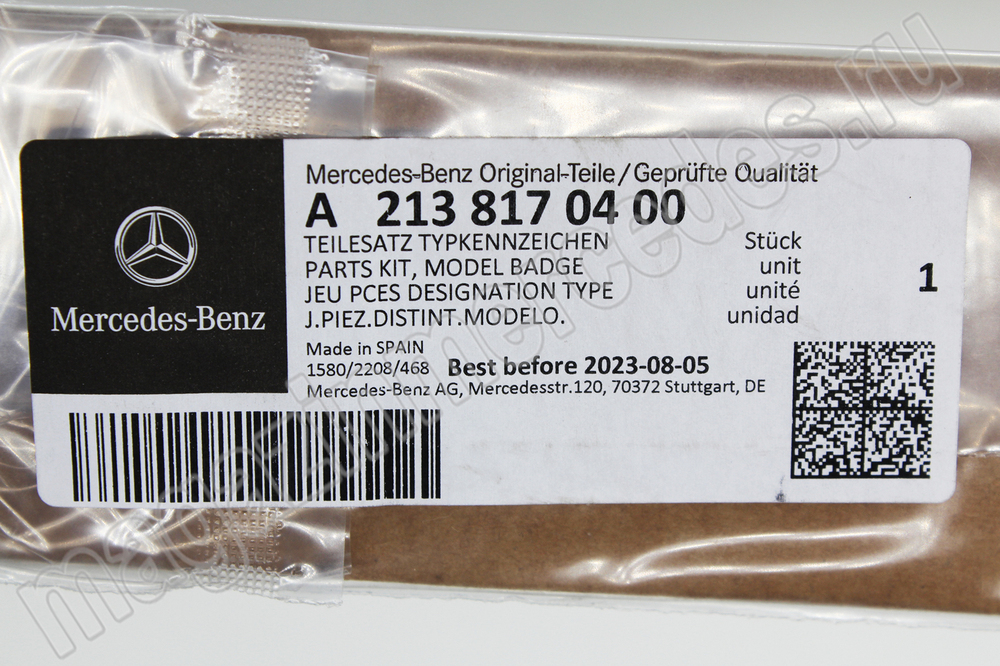 Mercedes-Benz Original-Teile/Geprüfte Qualität
A 213 817 04 00
TEILESATZ TYPKENNZEICHEN Stück
PARTS KIT, MODEL BADGE unit
JEU PCES DESIGNATION TYPE unité
J.PIEZ.DISTINT.MODELO. unidad
1
Mercedes-Benz
Made in SPAIN
1580/2208/468 Best before 2023-08-05
Mercedes-Benz AG, Mercedesstr.120, 70372 Stuttgart, DE
magazinmercedes.ru